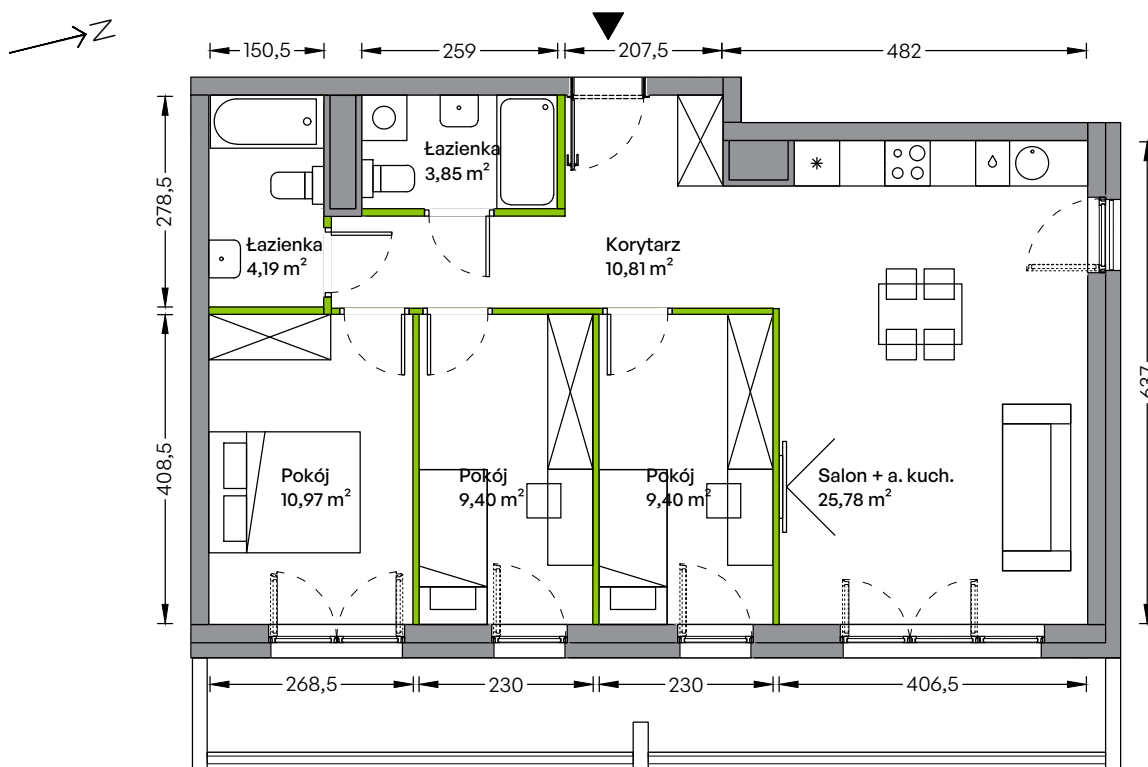 N
150,5
259
207,5
482
278,5
408,5
637
Łazienka
3,85 m²
Łazienka
4,19 m²
Korytarz
10,81 m²
Pokój
10,97 m²
Pokój
9,40 m²
Pokój
9,40 m²
Salon + a. kuch.
25,78 m²
268,5
230
230
406,5